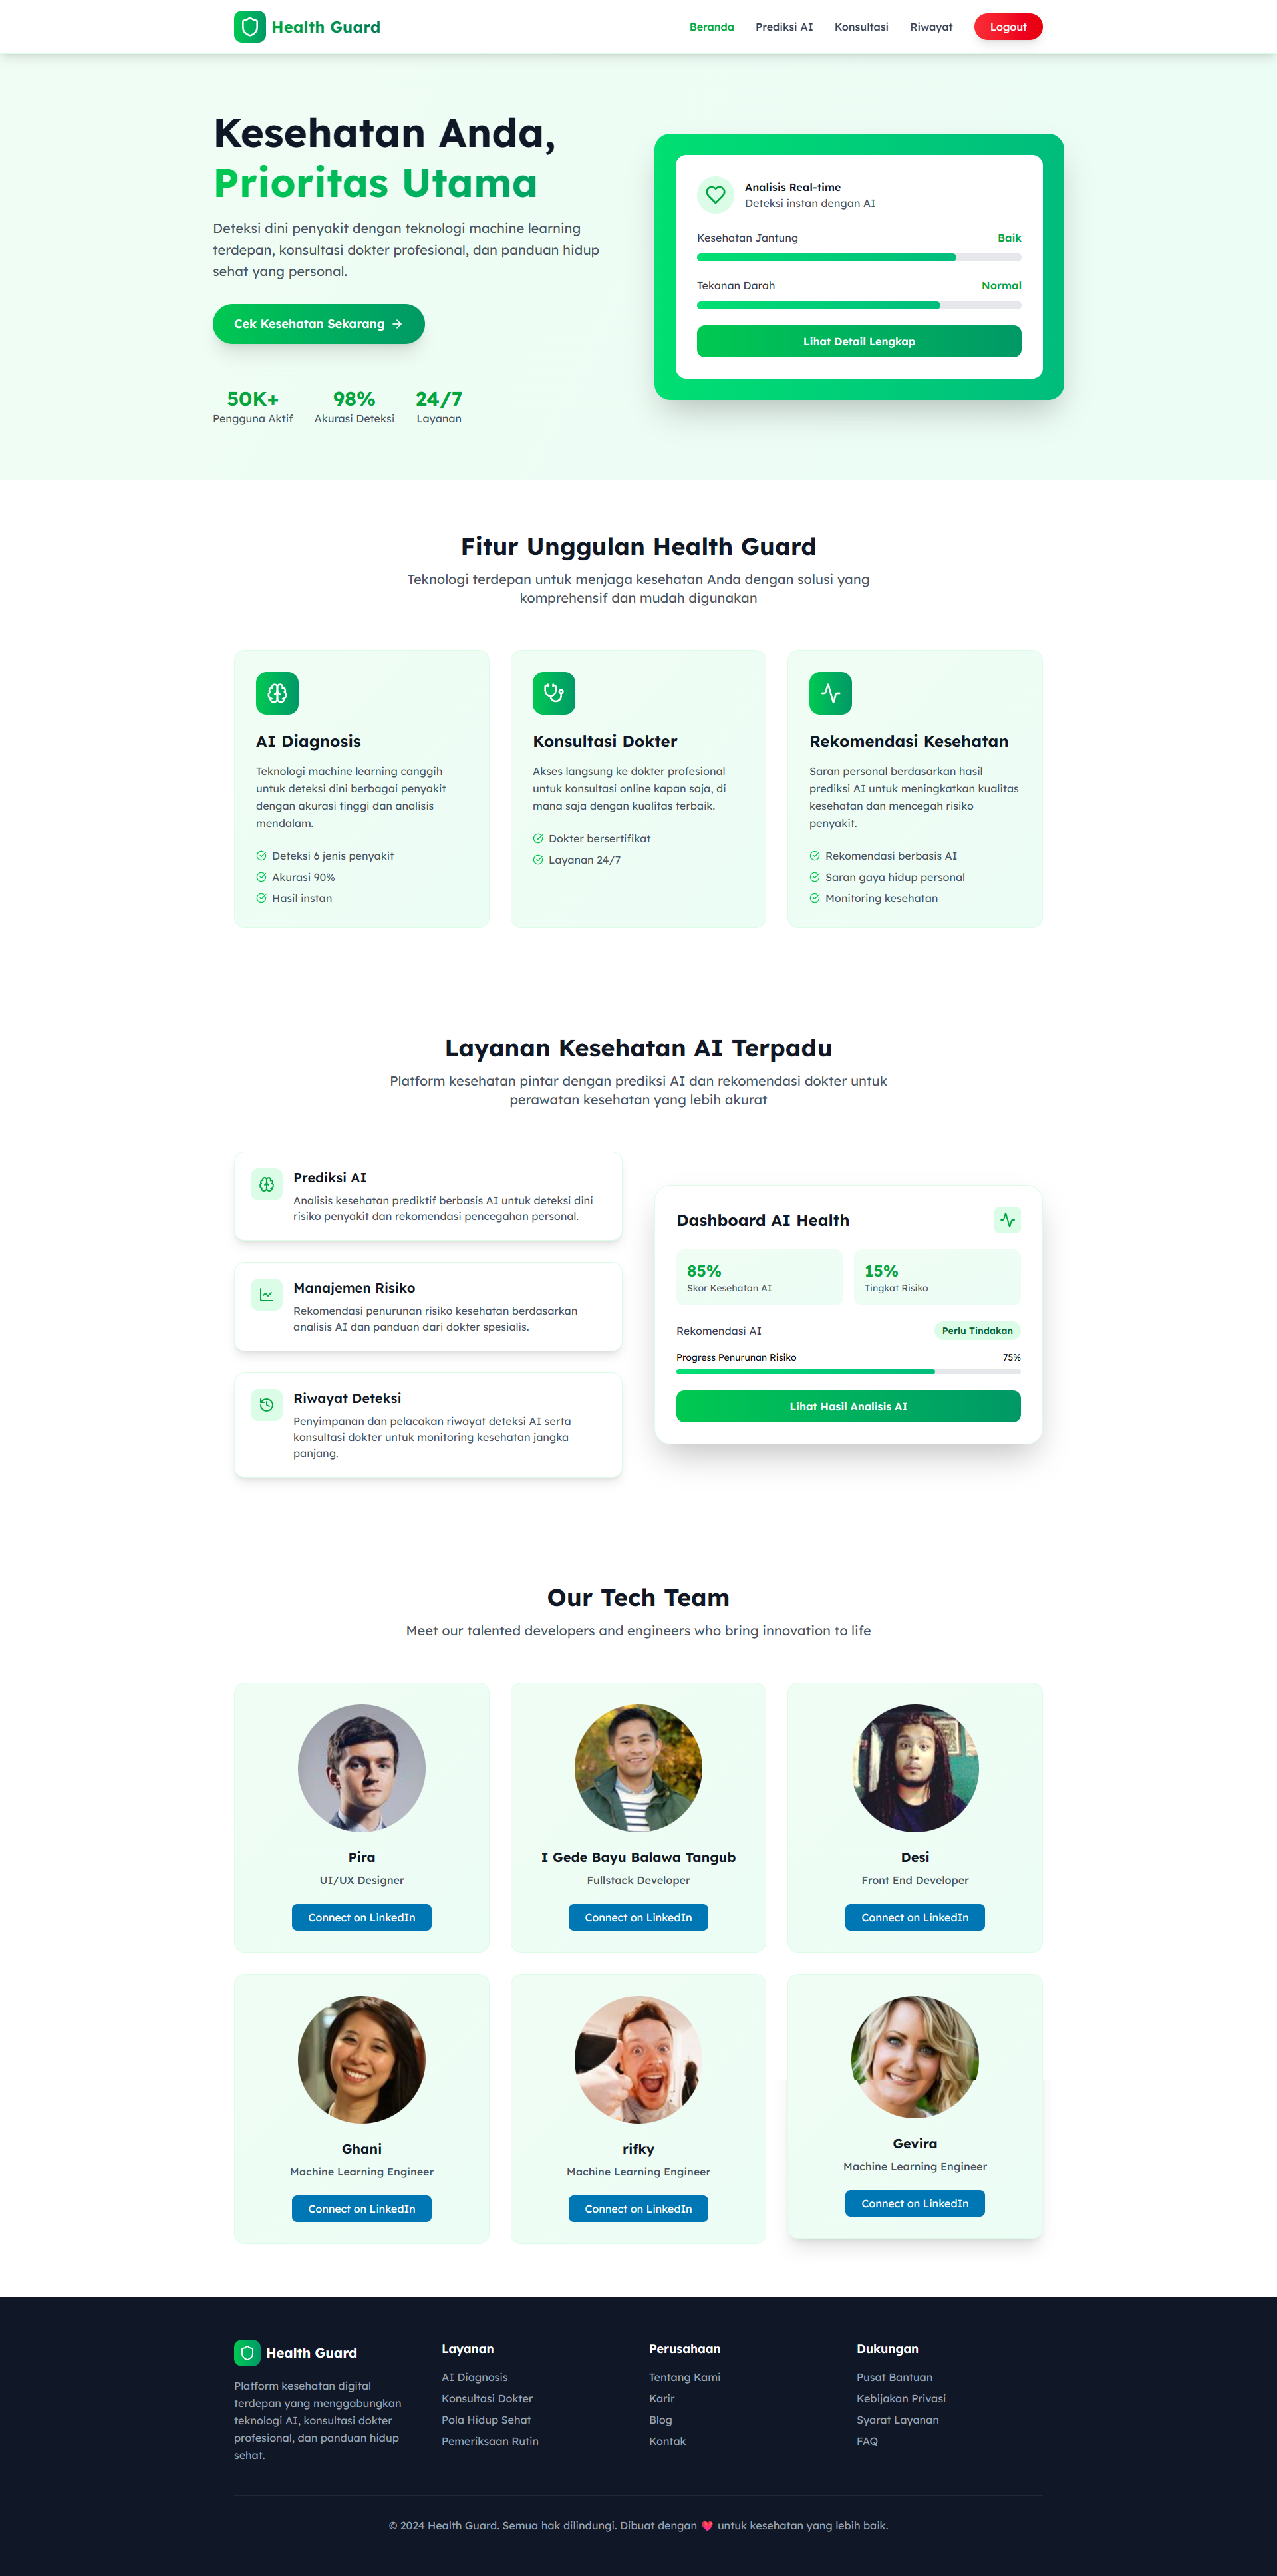 Health Guard
Beranda
Prediksi AI
Konsultasi
Riwayat
Logout
Kesehatan Anda,
Prioritas Utama
Deteksi dini penyakit dengan teknologi machine learning
terdepan, konsultasi dokter profesional, dan panduan hidup
sehat yang personal.
Cek Kesehatan Sekarang
50K+
Pengguna Aktif
98%
Akurasi Deteksi
24/7
Layanan
Analisis Real-time
Deteksi instan dengan AI
Kesehatan Jantung
Baik
Tekanan Darah
Normal
Lihat Detail Lengkap
Fitur Unggulan Health Guard
Teknologi terdepan untuk menjaga kesehatan Anda dengan solusi yang
komprehensif dan mudah digunakan
AI Diagnosis
Teknologi machine learning canggih
untuk deteksi dini berbagai penyakit
dengan akurasi tinggi dan analisis
mendalam.
Deteksi 6 jenis penyakit
Akurasi 90%
Hasil instan
Konsultasi Dokter
Akses langsung ke dokter profesional
untuk konsultasi online kapan saja, di
mana saja dengan kualitas terbaik.
Dokter bersertifikat
Layanan 24/7
Rekomendasi Kesehatan
Saran personal berdasarkan hasil
prediksi AI untuk meningkatkan kualitas
kesehatan dan mencegah risiko
penyakit.
Rekomendasi berbasis AI
Saran gaya hidup personal
Monitoring kesehatan
Layanan Kesehatan AI Terpadu
Platform kesehatan pintar dengan prediksi AI dan rekomendasi dokter untuk
perawatan kesehatan yang lebih akurat
Prediksi AI
Analisis kesehatan prediktif berbasis AI untuk deteksi dini
risiko penyakit dan rekomendasi pencegahan personal.
Manajemen Risiko
Rekomendasi penurunan risiko kesehatan berdasarkan
analisis AI dan panduan dari dokter spesialis.
Riwayat Deteksi
Penyimpanan dan pelacakan riwayat deteksi AI serta
konsultasi dokter untuk monitoring kesehatan jangka
panjang.
Dashboard AI Health
85%
Skor Kesehatan AI
15%
Tingkat Risiko
Rekomendasi AI
Perlu Tindakan
Progress Penurunan Risiko
75%
Lihat Hasil Analisis AI
Our Tech Team
Meet our talented developers and engineers who bring innovation to life
Pira
UI/UX Designer
Connect on LinkedIn
I Gede Bayu Balawa Tangub
Fullstack Developer
Connect on LinkedIn
Desi
Front End Developer
Connect on LinkedIn
Ghani
Machine Learning Engineer
Connect on LinkedIn
rifky
Machine Learning Engineer
Connect on LinkedIn
Gevira
Machine Learning Engineer
Connect on LinkedIn
Health Guard
Platform kesehatan digital
terdepan yang menggabungkan
teknologi AI, konsultasi dokter
profesional, dan panduan hidup
sehat.
Layanan
AI Diagnosis
Konsultasi Dokter
Pola Hidup Sehat
Pemeriksaan Rutin
Perusahaan
Tentang Kami
Karir
Blog
Kontak
Dukungan
Pusat Bantuan
Kebijakan Privasi
Syarat Layanan
FAQ
© 2024 Health Guard. Semua hak dilindungi. Dibuat dengan ❤️ untuk kesehatan yang lebih baik.